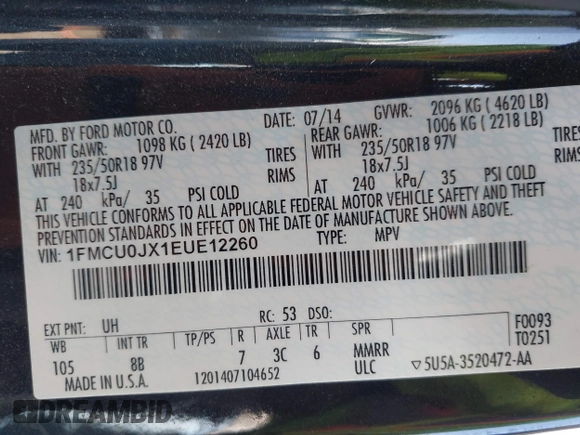 MFD. BY FORD MOTOR CO. DATE: 07/14 GVWR: 2096 KG ( 4620 LB)
FRONT GAWR: 1098 KG ( 2420 LB) REAR GAWR: 1006 KG ( 2218 LB)
WITH 235/50R18 97V TIRES WITH 235/50R18 97V TIRES
18x7.5J RIMS 18x7.5J RIMS
AT 240 kPa/ 35 PSI COLD AT 240 kPa/ 35 PSI COLD
THIS VEHICLE CONFORMS TO ALL APPLICABLE FEDERAL MOTOR VEHICLE SAFETY AND THEFT
PREVENTION STANDARDS IN EFFECT ON THE DATE OF MANUFACTURE SHOWN ABOVE.
VIN: 1FMCU0JX1EUE12260 TYPE: MPV
EXT PNT: UH RC: 53 DSO: F0093
WB INT TR TP/PS R AXLE TR SPR T0251
105 8B 7 3C 6 MMRR
MADE IN U.S.A. 1201407104652 ULC ▽5U5A-3520472-AA
DREAMBID